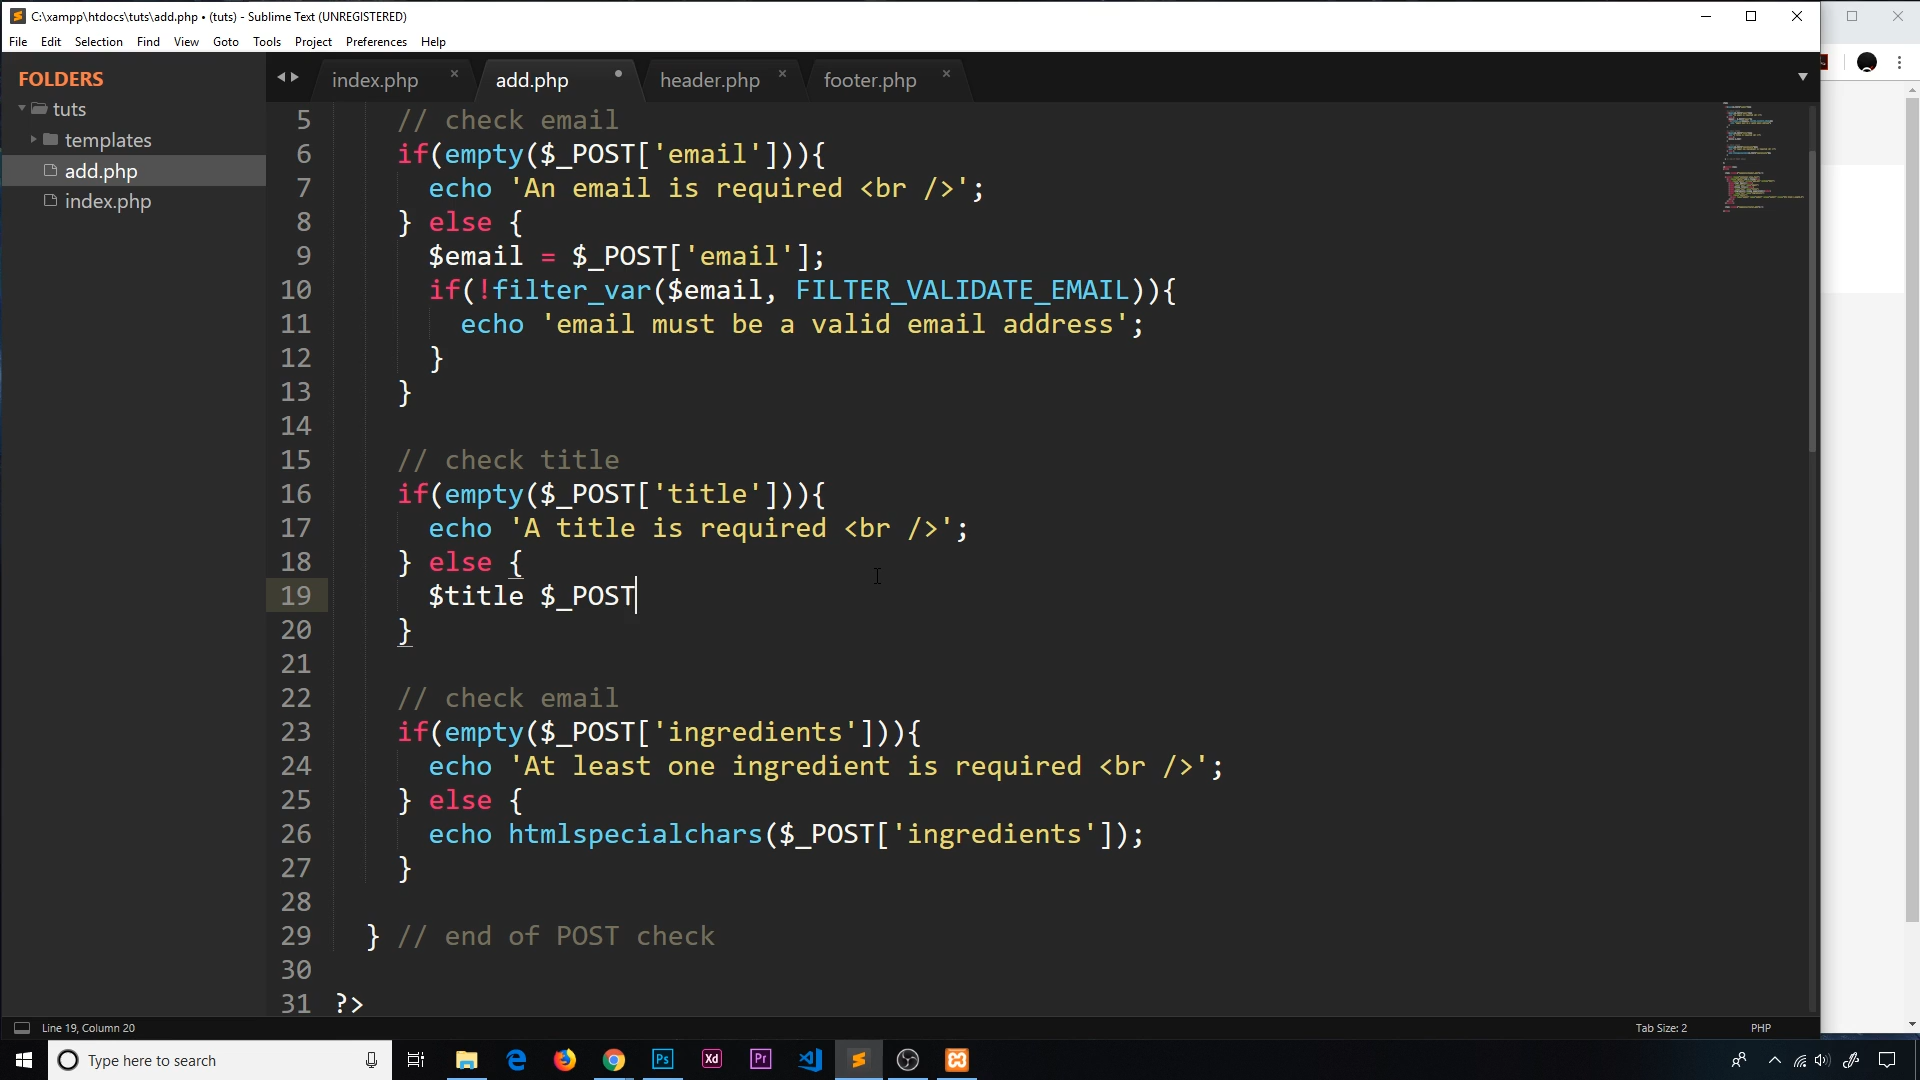 C:\xampp\htdocs\tuts\add.php • (tuts) - Sublime Text (UNREGISTERED)
File Edit Selection Find View Goto Tools Project Preferences Help
FOLDERS
tuts
templates
add.php
index.php
index.php × add.php • header.php × footer.php ×
5 // check email
6 if(empty($_POST['email'])){
7 echo 'An email is required <br />';
8 } else {
9 $email = $_POST['email'];
10 if(!filter_var($email, FILTER_VALIDATE_EMAIL)){
11 echo 'email must be a valid email address';
12 }
13 }
14
15 // check title
16 if(empty($_POST['title'])){
17 echo 'A title is required <br />';
18 } else {
19 $title $_POST
20 }
21
22 // check email
23 if(empty($_POST['ingredients'])){
24 echo 'At least one ingredient is required <br />';
25 } else {
26 echo htmlspecialchars($_POST['ingredients']);
27 }
28
29 } // end of POST check
30
31 ?>
Line 19, Column 20
Tab Size: 2 PHP
Type here to search
Ps Xd Pr